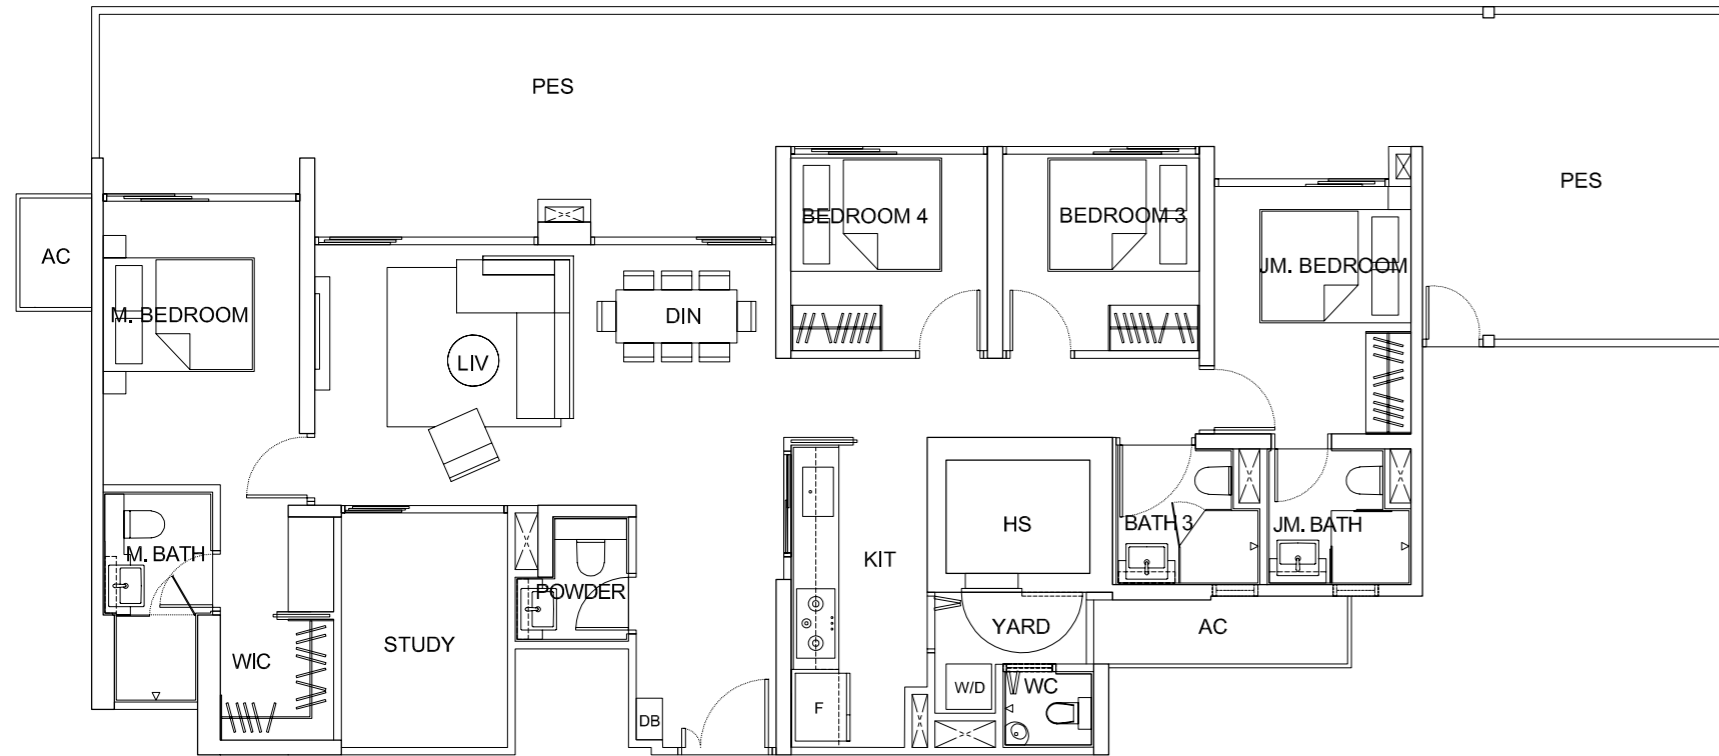 PES
PES
BEDROOM 4
BEDROOM 3
AC
JM. BEDROOM
M. BEDROOM
DIN
LIV
HS
BATH 3
JM. BATH
M. BATH
KIT
POWDER
YARD
AC
STUDY
WIC
W/D
WC
F
DB